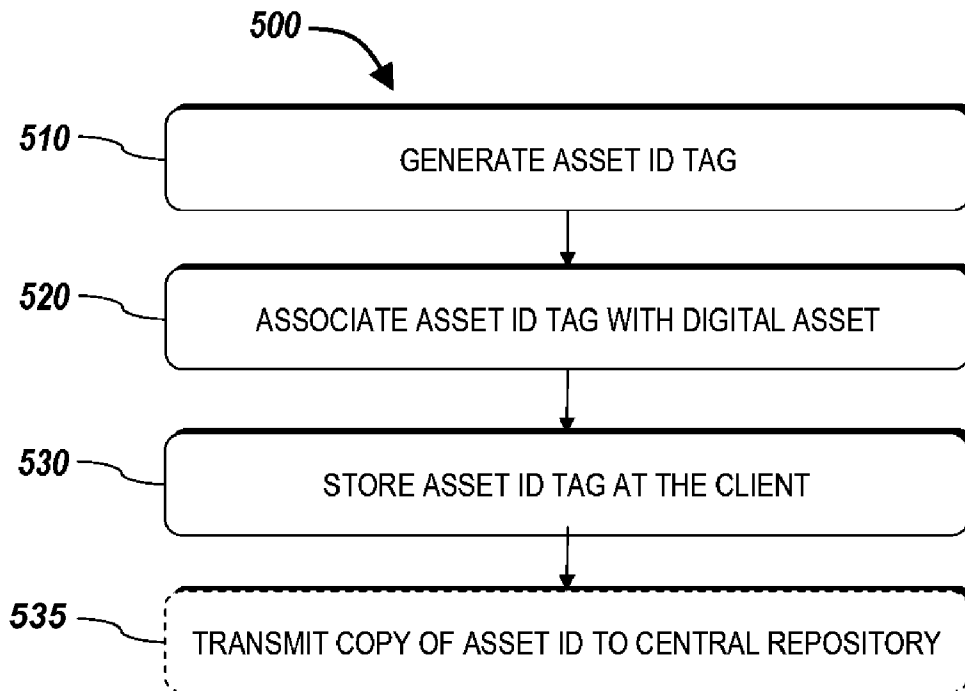 500
510
GENERATE ASSET ID TAG
520
ASSOCIATE ASSET ID TAG WITH DIGITAL ASSET
530
STORE ASSET ID TAG AT THE CLIENT
535
TRANSMIT COPY OF ASSET ID TO CENTRAL REPOSITORY